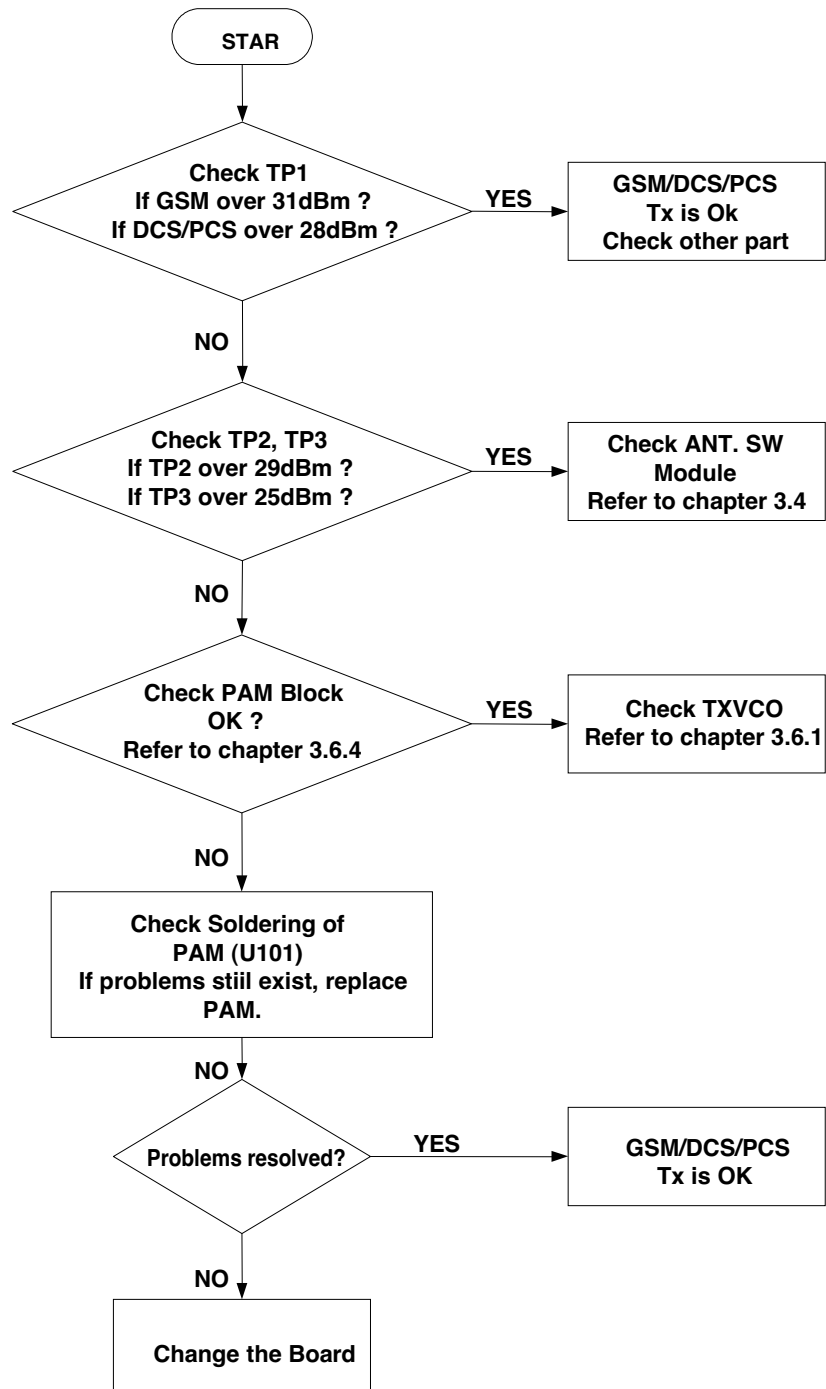 STAR
Check TP1
If GSM over 31dBm ?
If DCS/PCS over 28dBm ?
YES
GSM/DCS/PCS
Tx is Ok
Check other part
NO
Check TP2, TP3
If TP2 over 29dBm ?
If TP3 over 25dBm ?
YES
Check ANT. SW
Module
Refer to chapter 3.4
NO
Check PAM Block
OK ?
Refer to chapter 3.6.4
YES
Check TXVCO
Refer to chapter 3.6.1
NO
Check Soldering of
PAM (U101)
If problems stiil exist, replace
PAM.
NO
Problems resolved?
YES
GSM/DCS/PCS
Tx is OK
NO
Change the Board